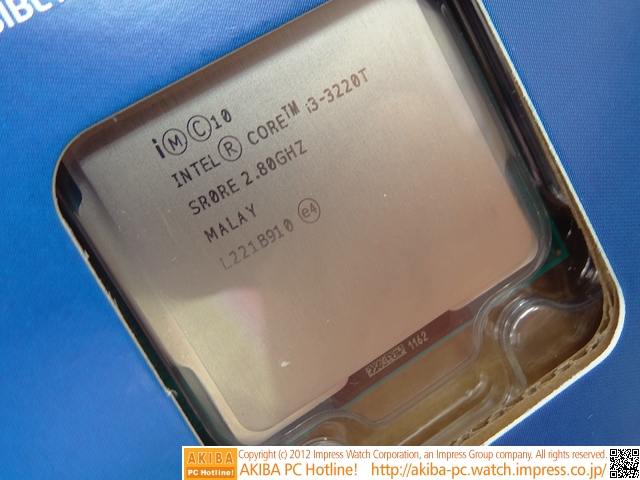 i Ⓜ Ⓒ 10
INTEL® CORE™ i3-3220T
SR0RE 2.80GHZ
MALAY
L221B910 e4
1162
AKIBA PC Hotline!
Copyright (c) 2012 Impress Watch Corporation, an Impress Group company. All rights reserved.
AKIBA PC Hotline! http://akiba-pc.watch.impress.co.jp/